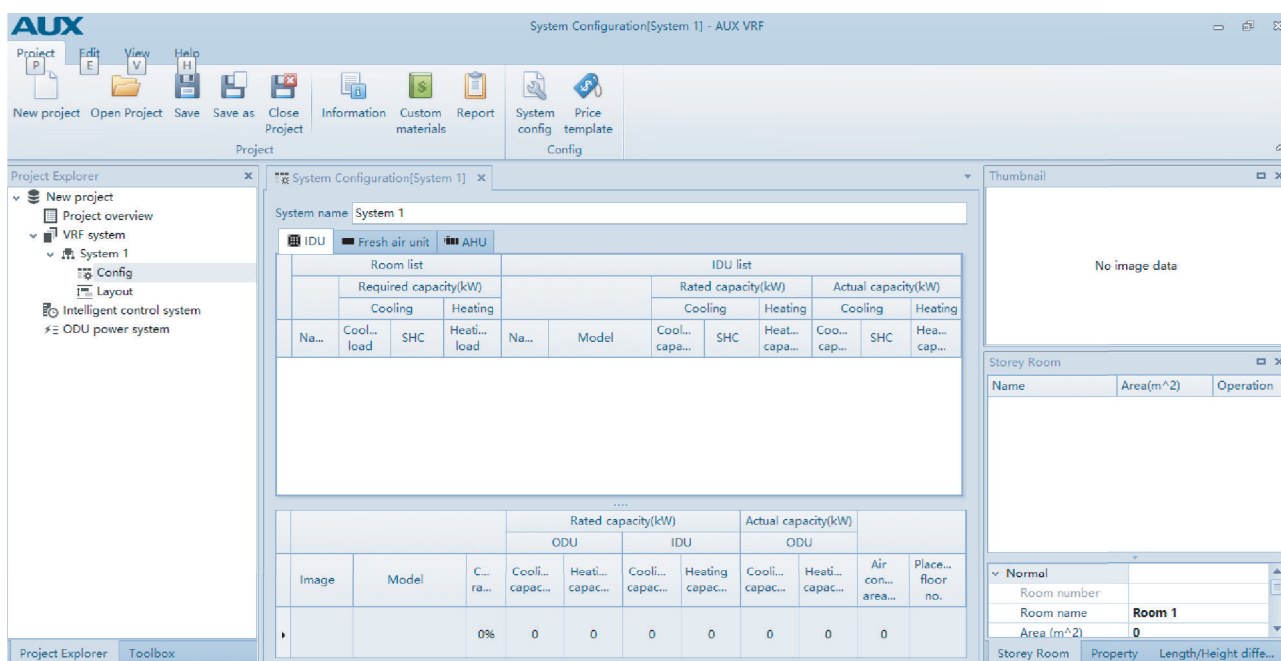 AUX
System Configuration[System 1] - AUX VRF
Project Edit View Help
P E V H
New project Open Project Save Save as Close Project Information Custom materials Report System config Price template
Project Config
Project Explorer
New project
Project overview
VRF system
System 1
Config
Layout
Intelligent control system
ODU power system
Project Explorer Toolbox
System Configuration[System 1]
System name System 1
IDU Fresh air unit AHU
Room list IDU list
Required capacity(kW) Rated capacity(kW) Actual capacity(kW)
Cooling Heating Cooling Heating Cooling Heating
Na... Cool... load SHC Heati... load Na... Model Cool... capa... SHC Heat... capa... Coo... cap... SHC Hea... cap...
Rated capacity(kW) Actual capacity(kW)
ODU IDU ODU
Image Model C... ra... Cooli... capac... Heati... capac... Cooli... capac... Heating capac... Cooli... capac... Heati... capac... Air con... area... Place... floor no.
0% 0 0 0 0 0 0 0
Thumbnail
No image data
Storey Room
Name Area(m^2) Operation
Normal
Room number
Room name Room 1
Area (m^2) 0
Storey Room Property Length/Height diffe...